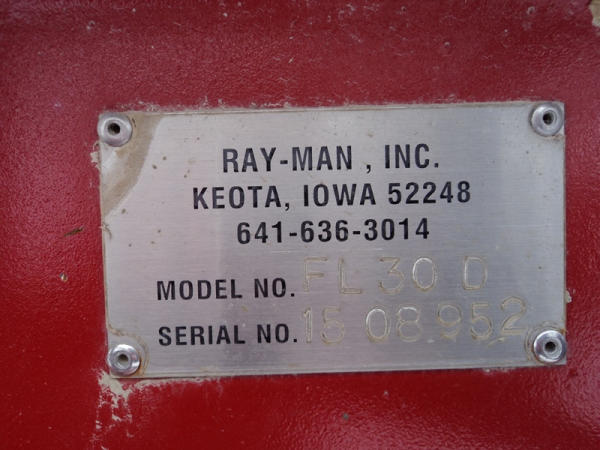 RAY-MAN , INC.
KEOTA, IOWA 52248
641-636-3014
MODEL NO. FL 30 D
SERIAL NO. 15 08 952